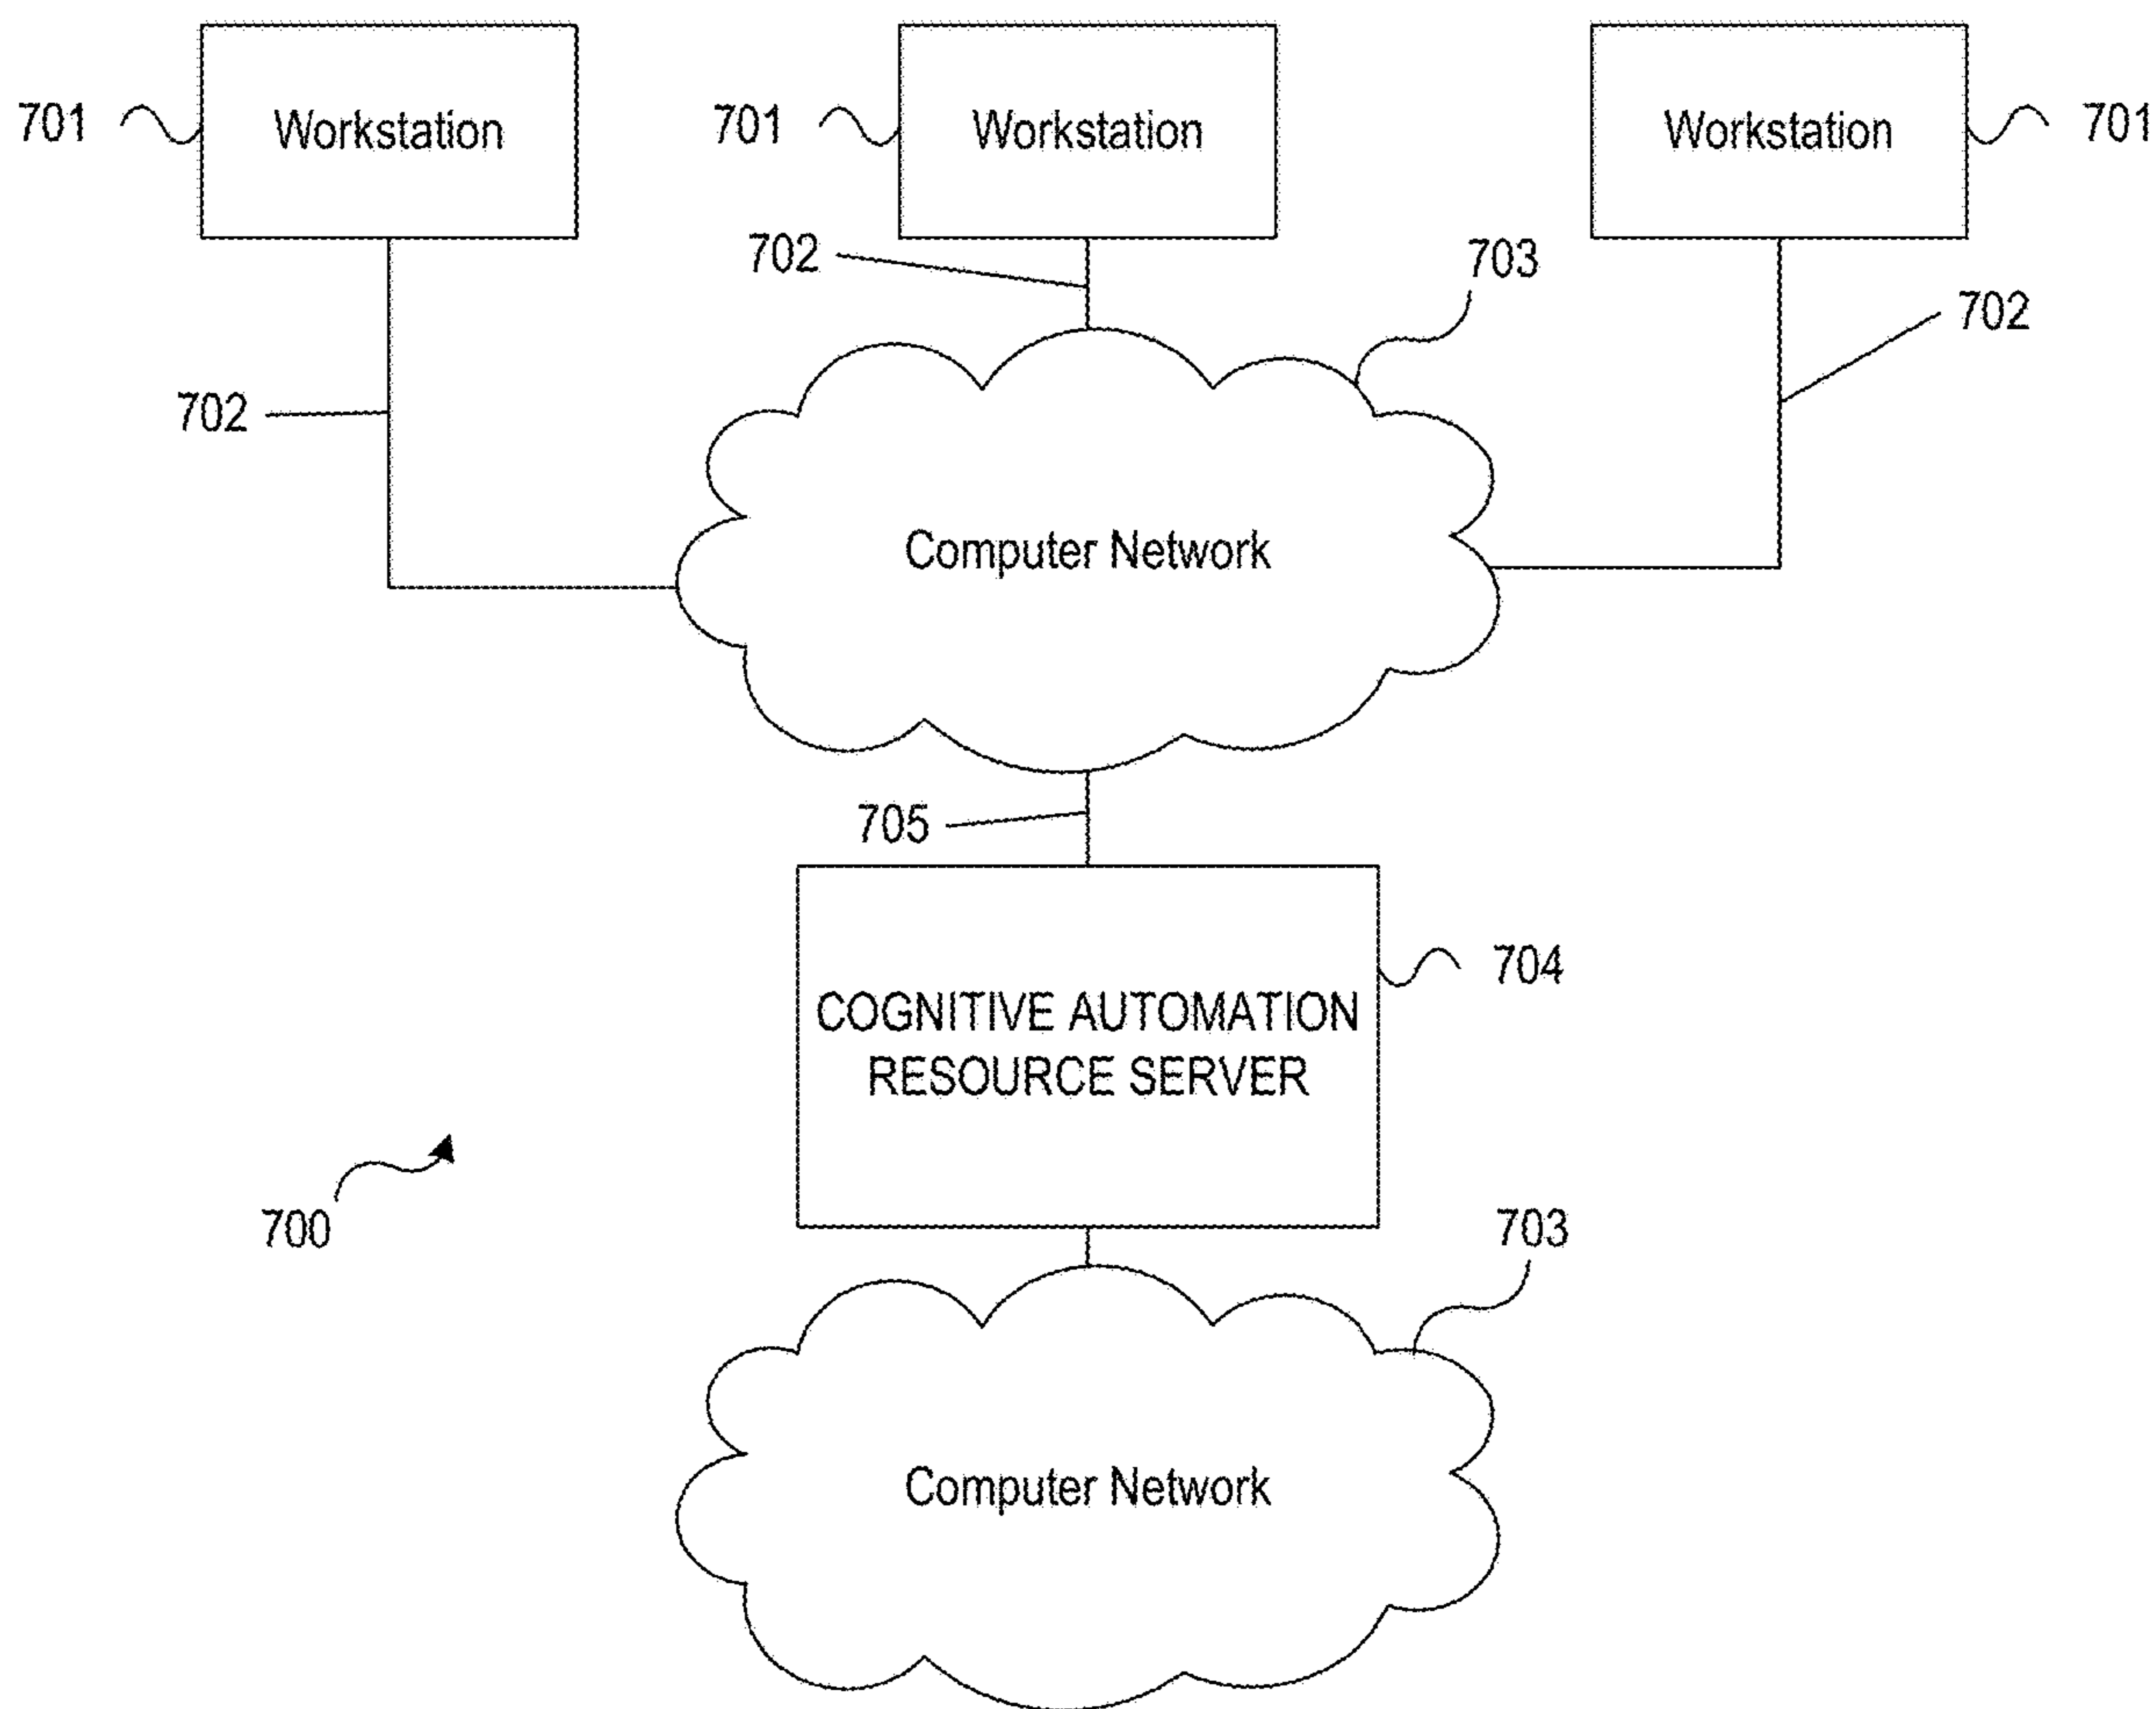 701
Workstation
701
Workstation
Workstation
701
702
703
702
702
Computer Network
705
COGNITIVE AUTOMATION
RESOURCE SERVER
704
700
703
Computer Network